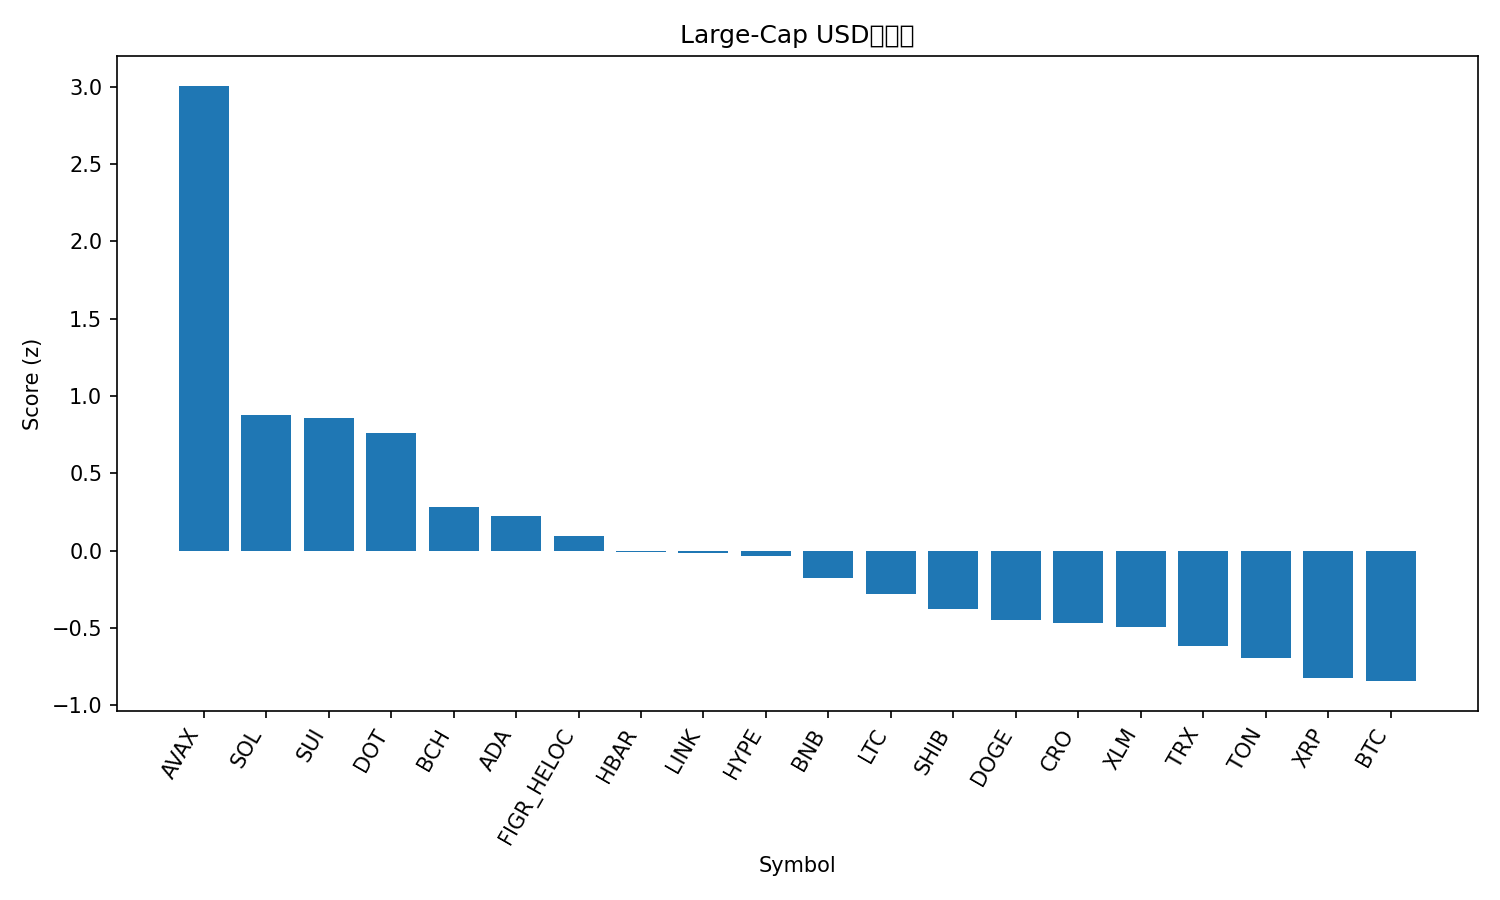 Large-Cap USD
Score (z)
3.0
2.5
2.0
1.5
1.0
0.5
0.0
−0.5
−1.0
AVAX
SOL
SUI
DOT
BCH
ADA
FIGR_HELOC
HBAR
LINK
HYPE
BNB
LTC
SHIB
DOGE
CRO
XLM
TRX
TON
XRP
BTC
Symbol